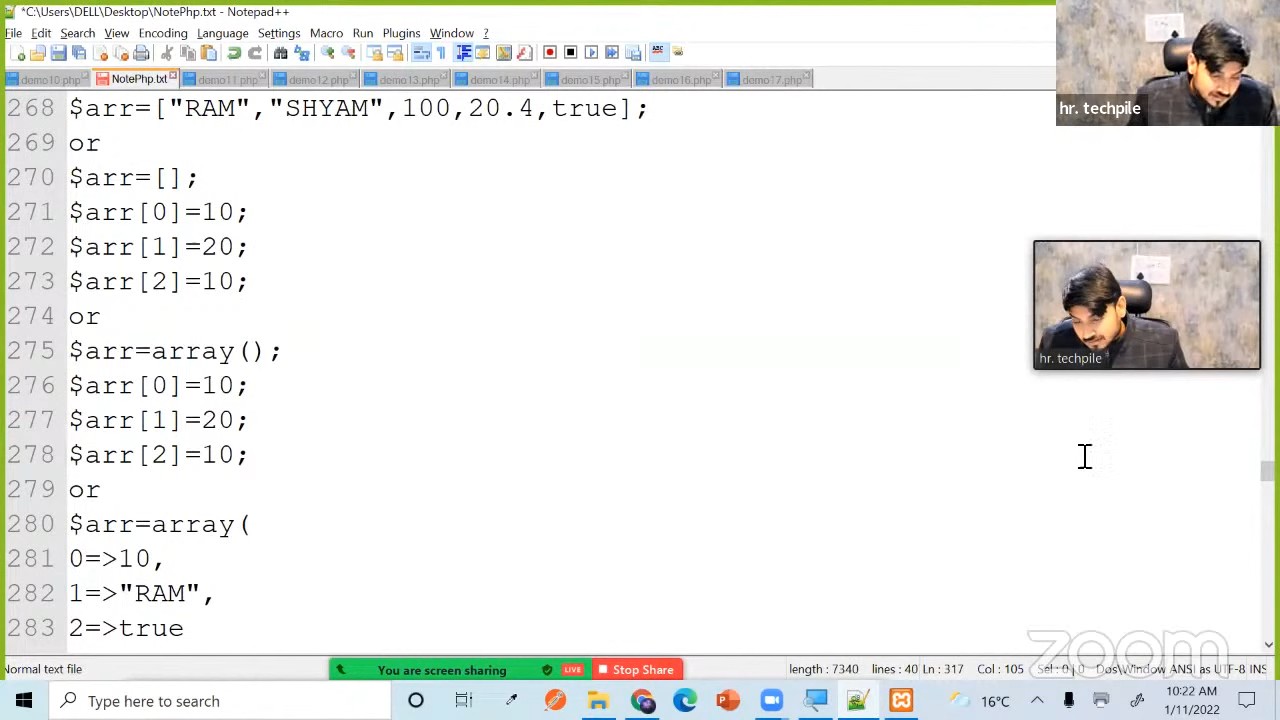 *C:\Users\DELL\Desktop\NotePhp.txt - Notepad++
File Edit Search View Encoding Language Settings Macro Run Plugins Window ?
demo10.php NotePhp.txt demo11.php demo12.php demo13.php demo14.php demo15.php demo16.php demo17.php
268 $arr=["RAM","SHYAM",100,20.4,true];
269 or
270 $arr=[];
271 $arr[0]=10;
272 $arr[1]=20;
273 $arr[2]=10;
274 or
275 $arr=array();
276 $arr[0]=10;
277 $arr[1]=20;
278 $arr[2]=10;
279 or
280 $arr=array(
281 0=>10,
282 1=>"RAM",
283 2=>true
hr. techpile
hr. techpile
zoom
Normal text file length : 7340 lines : 40 Ln : 317 Col : 105 Sel : 0 | 0 Dos\Window ANSI as UTF-8 INS
You are screen sharing LIVE Stop Share
Type here to search
16°C
10:22 AM
1/11/2022